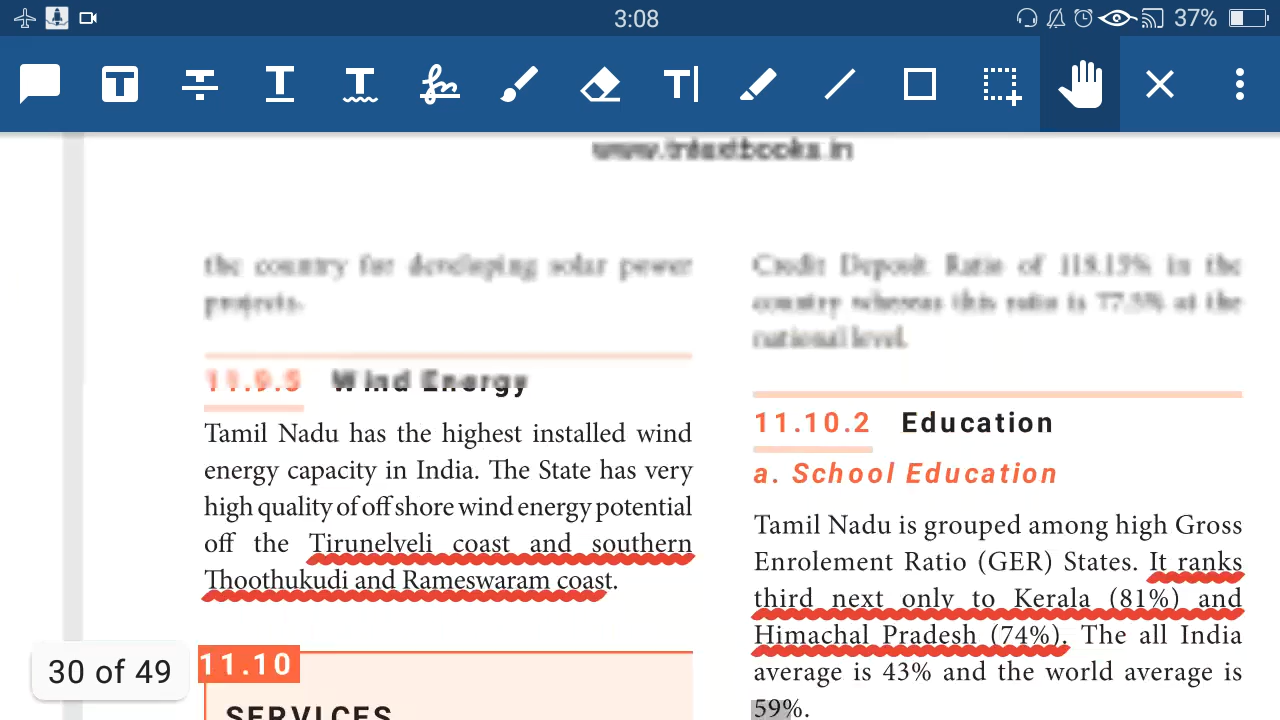 3:08
37%
www.tntextbooks.in
the country for developing solar power
projects.
11.9.5 Wind Energy
Tamil Nadu has the highest installed wind
energy capacity in India. The State has very
high quality of off shore wind energy potential
off the Tirunelveli coast and southern
Thoothukudi and Rameswaram coast.
11.10
SERVICES
30 of 49
Credit Deposit Ratio of 118.15% in the
country whereas this ratio is 77.5% at the
national level.
11.10.2 Education
a. School Education
Tamil Nadu is grouped among high Gross
Enrolement Ratio (GER) States. It ranks
third next only to Kerala (81%) and
Himachal Pradesh (74%). The all India
average is 43% and the world average is
59%.